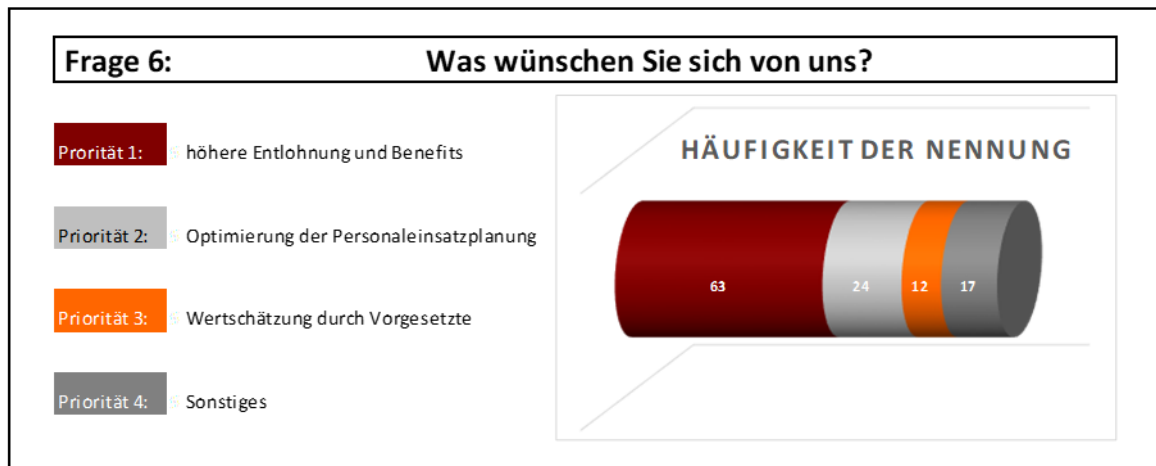 Frage 6: Was wünschen Sie sich von uns?
Prorität 1: höhere Entlohnung und Benefits
Priorität 2: Optimierung der Personaleinsatzplanung
Priorität 3: Wertschätzung durch Vorgesetzte
Priorität 4: Sonstiges
HÄUFIGKEIT DER NENNUNG
63 24 12 17